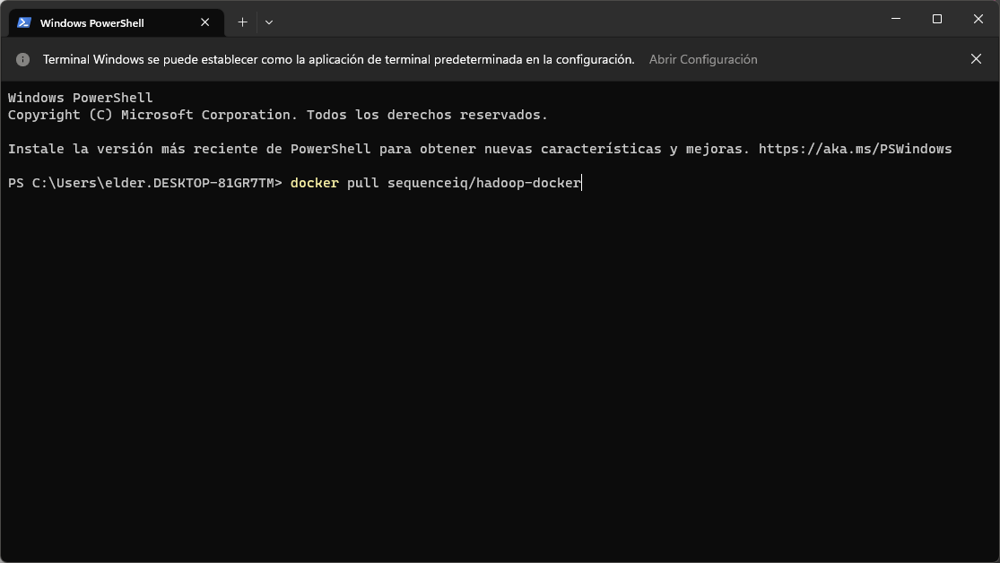 Windows PowerShell
Terminal Windows se puede establecer como la aplicación de terminal predeterminada en la configuración. Abrir Configuración
Windows PowerShell
Copyright (C) Microsoft Corporation. Todos los derechos reservados.
Instale la versión más reciente de PowerShell para obtener nuevas características y mejoras. https://aka.ms/PSWindows
PS C:\Users\elder.DESKTOP-81GR7TM> docker pull sequenceiq/hadoop-docker